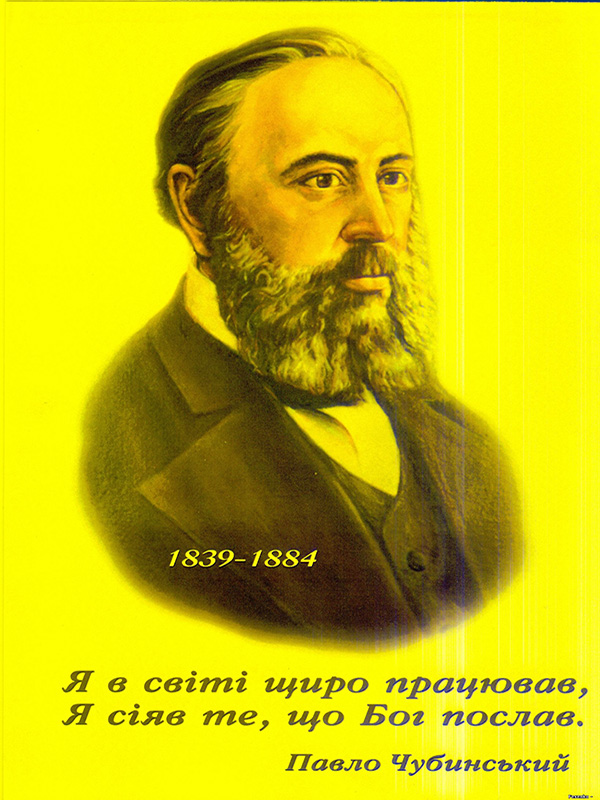 1839-1884
Я в світі щиро працював,
Я сіяв те, що Бог послав.
Павло Чубинський